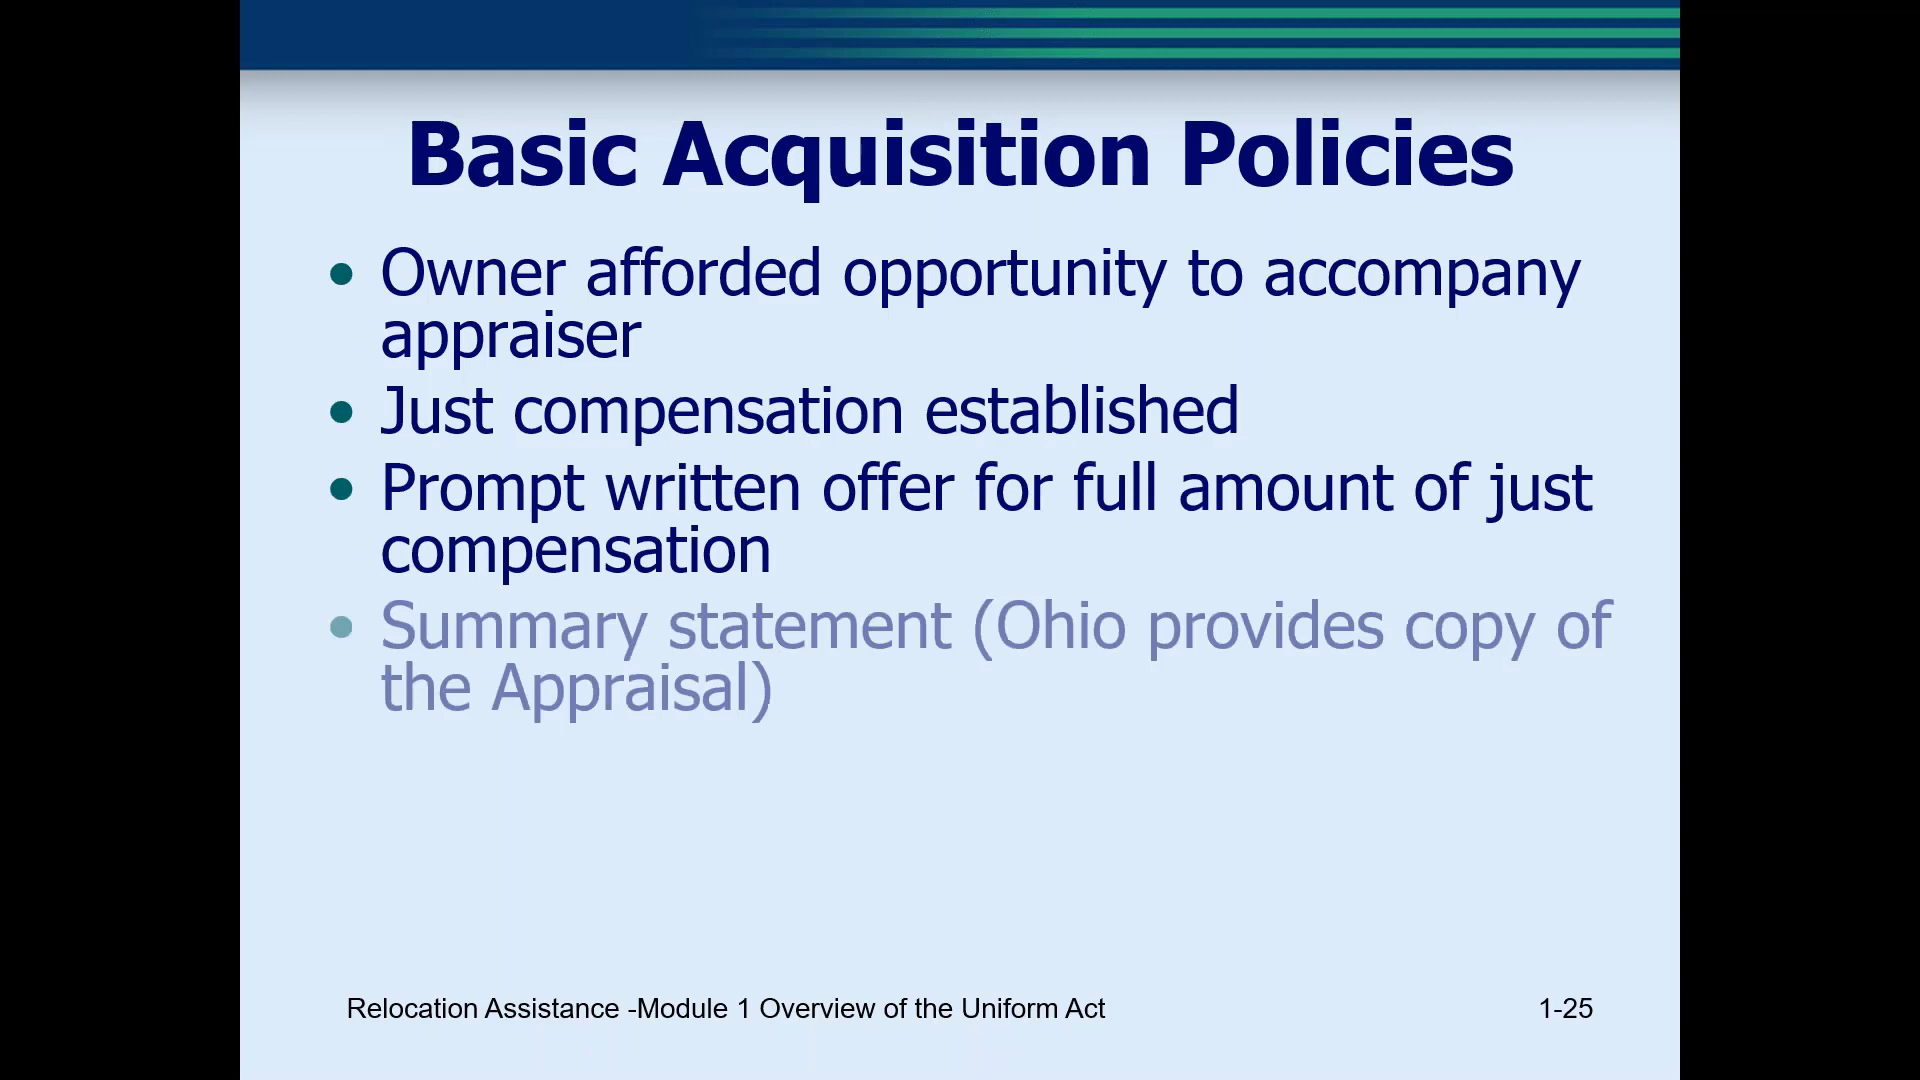 Basic Acquisition Policies
• Owner afforded opportunity to accompany
appraiser
• Just compensation established
• Prompt written offer for full amount of just
compensation
• Summary statement (Ohio provides copy of
the Appraisal)
Relocation Assistance -Module 1 Overview of the Uniform Act 1-25